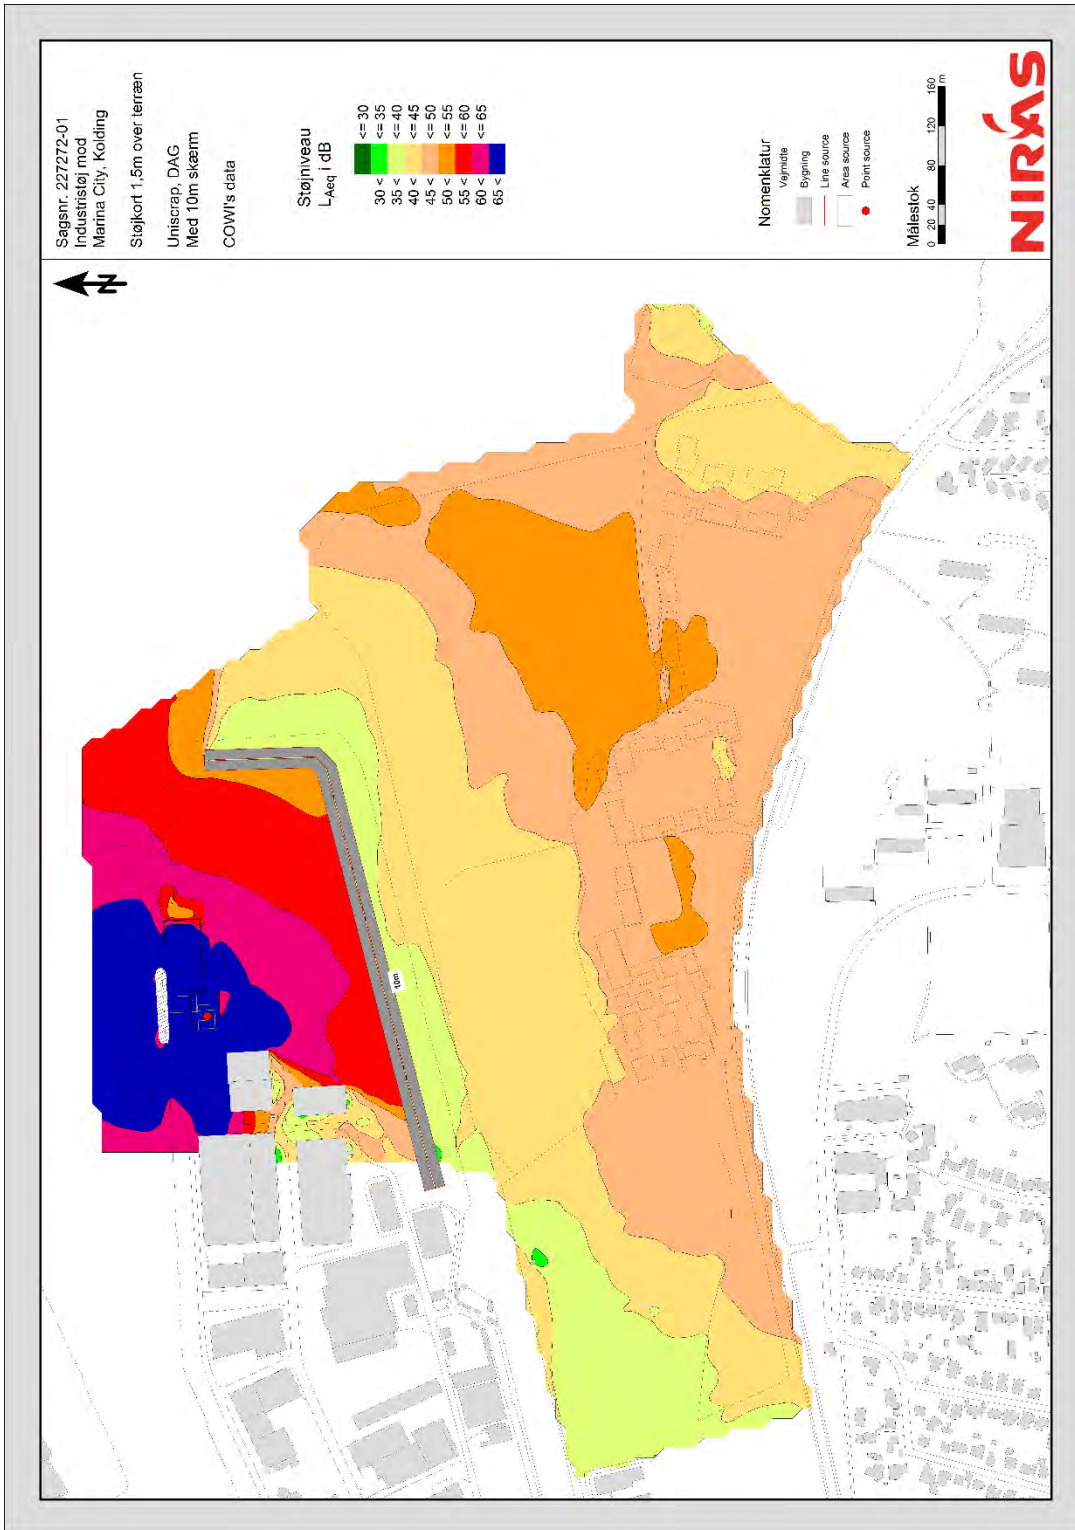 Sagsnr. 227272-01
Industristøj mod
Marina City, Kolding
Støjkort 1,5m over terræn
Uniscrap, DAG
Med 10m skærm
COWI's data
Støjniveau
LAeq i dB
<= 30
30 < <= 35
35 < <= 40
40 < <= 45
45 < <= 50
50 < <= 55
55 < <= 60
60 < <= 65
65 <
Nomenklatur
Vejmidte
Bygning
Line source
Area source
Point source
Målestok
0 20 40 80 120 160
m
NIRAS
N
10m